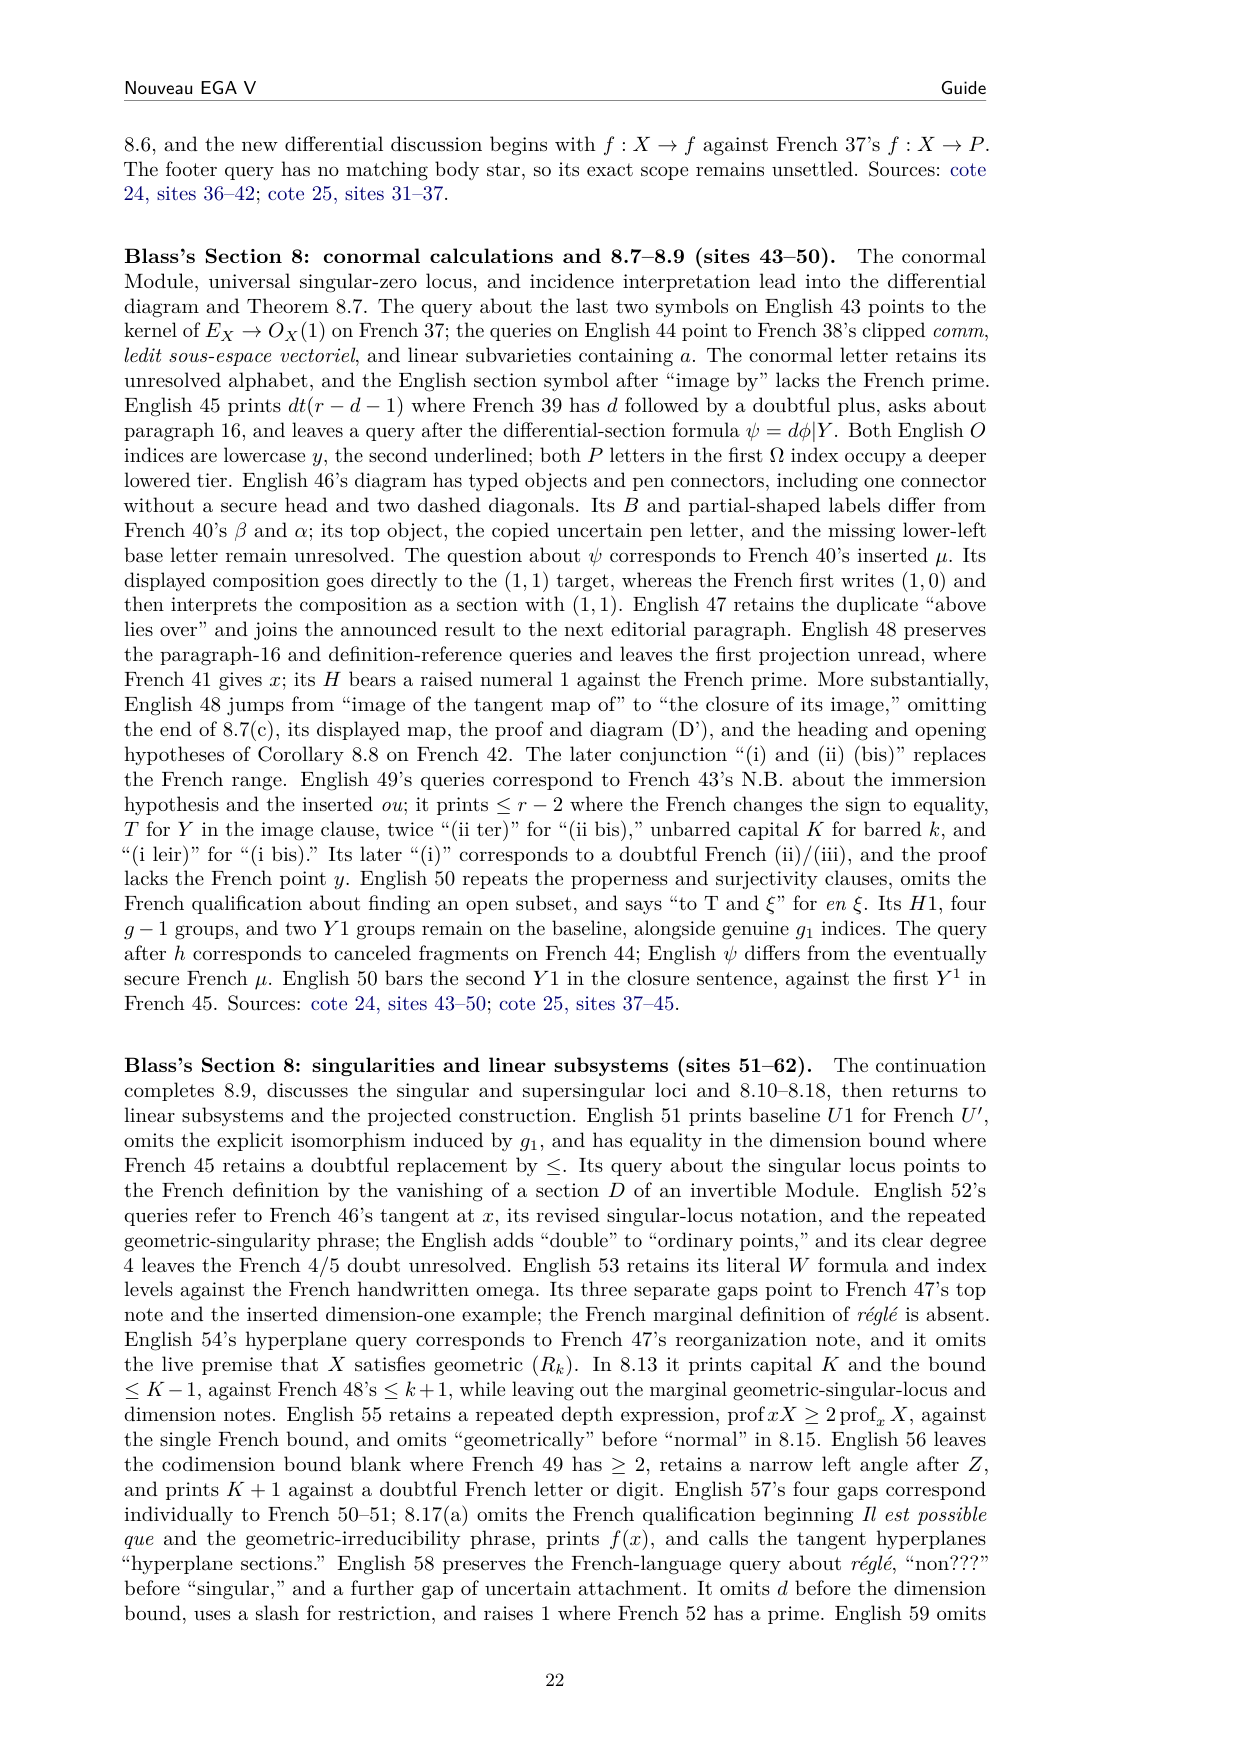 Nouveau EGA V Guide
8.6, and the new differential discussion begins with f : X → f against French 37's f : X → P.
The footer query has no matching body star, so its exact scope remains unsettled. Sources: cote
24, sites 36–42; cote 25, sites 31–37.
Blass's Section 8: conormal calculations and 8.7–8.9 (sites 43–50). The conormal
Module, universal singular-zero locus, and incidence interpretation lead into the differential
diagram and Theorem 8.7. The query about the last two symbols on English 43 points to the
kernel of E_X → O_X(1) on French 37; the queries on English 44 point to French 38's clipped comm,
ledit sous-espace vectoriel, and linear subvarieties containing a. The conormal letter retains its
unresolved alphabet, and the English section symbol after “image by” lacks the French prime.
English 45 prints dt(r − d − 1) where French 39 has d followed by a doubtful plus, asks about
paragraph 16, and leaves a query after the differential-section formula ψ = dϕ|Y. Both English O
indices are lowercase y, the second underlined; both P letters in the first Ω index occupy a deeper
lowered tier. English 46's diagram has typed objects and pen connectors, including one connector
without a secure head and two dashed diagonals. Its B and partial-shaped labels differ from
French 40's β and α; its top object, the copied uncertain pen letter, and the missing lower-left
base letter remain unresolved. The question about ψ corresponds to French 40's inserted μ. Its
displayed composition goes directly to the (1, 1) target, whereas the French first writes (1, 0) and
then interprets the composition as a section with (1, 1). English 47 retains the duplicate “above
lies over” and joins the announced result to the next editorial paragraph. English 48 preserves
the paragraph-16 and definition-reference queries and leaves the first projection unread, where
French 41 gives x; its H bears a raised numeral 1 against the French prime. More substantially,
English 48 jumps from “image of the tangent map of” to “the closure of its image,” omitting
the end of 8.7(c), its displayed map, the proof and diagram (D’), and the heading and opening
hypotheses of Corollary 8.8 on French 42. The later conjunction “(i) and (ii) (bis)” replaces
the French range. English 49's queries correspond to French 43's N.B. about the immersion
hypothesis and the inserted ou; it prints ≤ r − 2 where the French changes the sign to equality,
T for Y in the image clause, twice “(ii ter)” for “(ii bis),” unbarred capital K for barred k, and
“(i leir)” for “(i bis).” Its later “(i)” corresponds to a doubtful French (ii)/(iii), and the proof
lacks the French point y. English 50 repeats the properness and surjectivity clauses, omits the
French qualification about finding an open subset, and says “to T and ξ” for en ξ. Its H1, four
g − 1 groups, and two Y1 groups remain on the baseline, alongside genuine g₁ indices. The query
after h corresponds to canceled fragments on French 44; English ψ differs from the eventually
secure French μ. English 50 bars the second Y1 in the closure sentence, against the first Y¹ in
French 45. Sources: cote 24, sites 43–50; cote 25, sites 37–45.
Blass's Section 8: singularities and linear subsystems (sites 51–62). The continuation
completes 8.9, discusses the singular and supersingular loci and 8.10–8.18, then returns to
linear subsystems and the projected construction. English 51 prints baseline U1 for French U′,
omits the explicit isomorphism induced by g₁, and has equality in the dimension bound where
French 45 retains a doubtful replacement by ≤. Its query about the singular locus points to
the French definition by the vanishing of a section D of an invertible Module. English 52's
queries refer to French 46's tangent at x, its revised singular-locus notation, and the repeated
geometric-singularity phrase; the English adds “double” to “ordinary points,” and its clear degree
4 leaves the French 4/5 doubt unresolved. English 53 retains its literal W formula and index
levels against the French handwritten omega. Its three separate gaps point to French 47's top
note and the inserted dimension-one example; the French marginal definition of réglé is absent.
English 54's hyperplane query corresponds to French 47's reorganization note, and it omits
the live premise that X satisfies geometric (R_k). In 8.13 it prints capital K and the bound
≤ K − 1, against French 48's ≤ k + 1, while leaving out the marginal geometric-singular-locus and
dimension notes. English 55 retains a repeated depth expression, prof xX ≥ 2 prof_x X, against
the single French bound, and omits “geometrically” before “normal” in 8.15. English 56 leaves
the codimension bound blank where French 49 has ≥ 2, retains a narrow left angle after Z,
and prints K + 1 against a doubtful French letter or digit. English 57's four gaps correspond
individually to French 50–51; 8.17(a) omits the French qualification beginning Il est possible
que and the geometric-irreducibility phrase, prints f(x), and calls the tangent hyperplanes
“hyperplane sections.” English 58 preserves the French-language query about réglé, “non???”
before “singular,” and a further gap of uncertain attachment. It omits d before the dimension
bound, uses a slash for restriction, and raises 1 where French 52 has a prime. English 59 omits
22